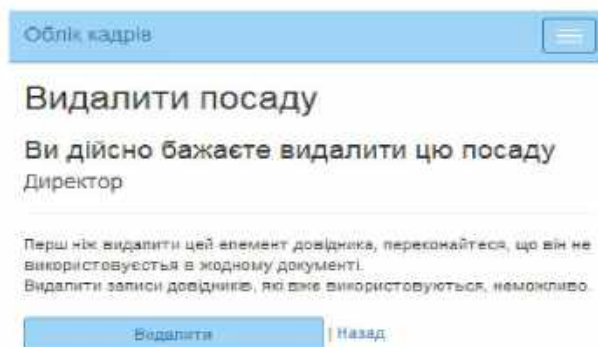 Облік кадрів
Видалити посаду
Ви дійсно бажаєте видалити цю посаду
Директор
Перш ніж видалити цей елемент довідника, переконайтеся, що він не
використовуєстья в жодному документі.
Видалити записи довідників, які вже використовуються, неможливо.
Видалити | Назад